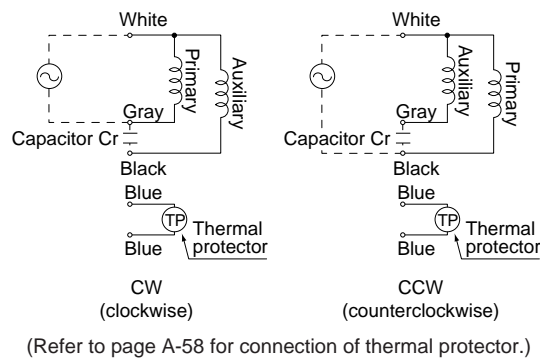 White
Primary
Auxiliary
Gray
Capacitor Cr
Black
Blue
TP
Thermal
protector
Blue
CW
(clockwise)
White
Auxiliary
Primary
Gray
Capacitor Cr
Black
Blue
TP
Thermal
protector
Blue
CCW
(counterclockwise)
(Refer to page A-58 for connection of thermal protector.)